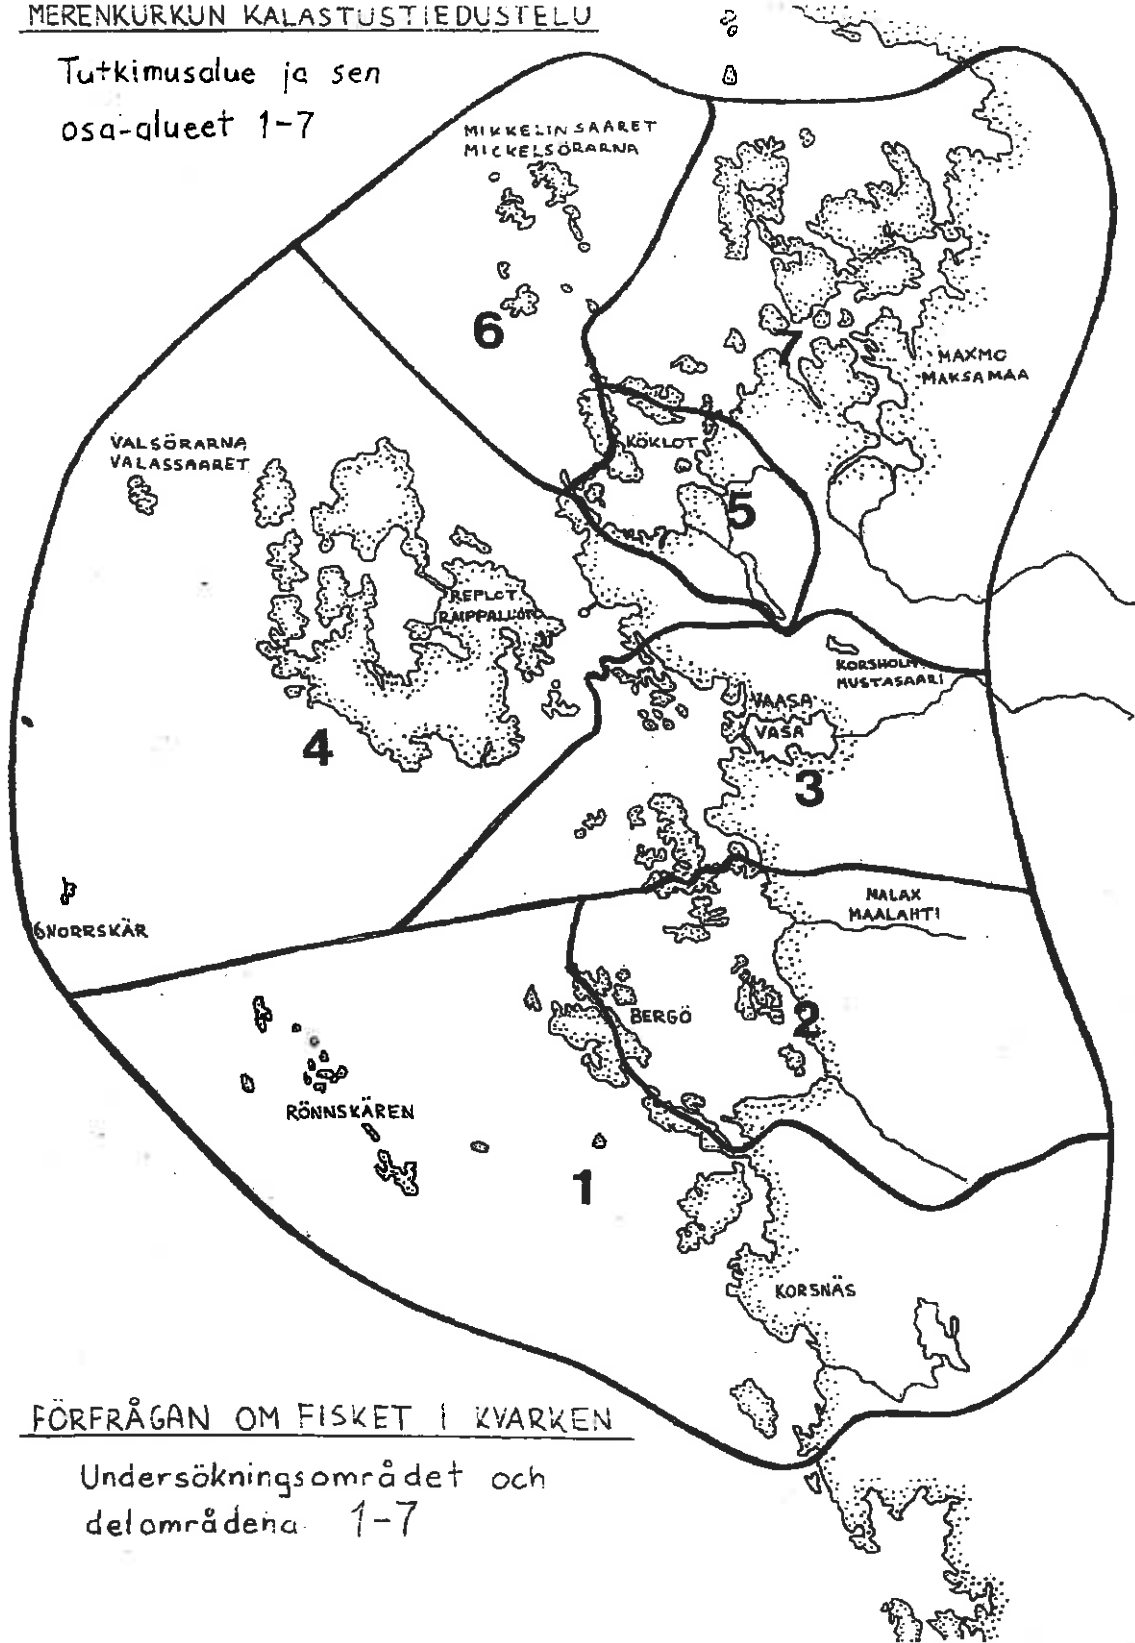 MERENKURKUN KALASTUSTIEDUSTELU
Tutkimusalue ja sen
osa-alueet 1-7
MIKKELINSAARET
MICKELSÖRARNA
6
7
MAXMO
MAKSAMAA
VALSÖRARNA
VALASSAARET
KÖKLOT
5
REPLOT
RAIPPALUOTO
KORSHOLM
MUSTASAARI
VAASA
VASA
4
3
MALAX
MAALAHTI
NORRSKÄR
BERGÖ
2
RÖNNSKÄREN
1
KORSNÄS
FÖRFRÅGAN OM FISKET I KVARKEN
Undersökningsområdet och
delområdena 1-7